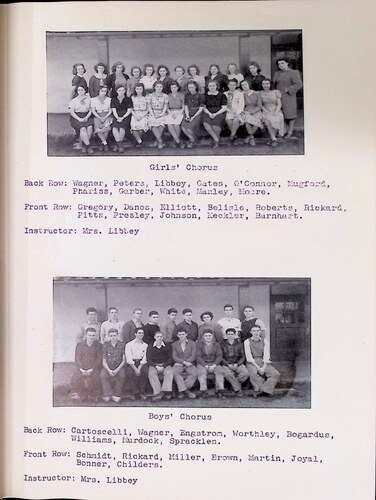 Girls' Chorus
Back Row: Wagner, Peters, Libbey, Gates, O'Connor, Mugford,
Phariss, Gerber, White, Manley, Moore.
Front Row: Gregory, Danos, Elliott, Belisle, Roberts, Rickard,
Pitts, Presley, Johnson, Keckler, Barnhart.
Instructor: Mrs. Libbey
Boys' Chorus
Back Row: Cartoscelli, Wagner, Engstrom, Worthley, Bogardus,
Williams, Murdock, Spracklen.
Front Row: Schmidt, Rickard, Miller, Brown, Martin, Joyal,
Bonner, Childers.
Instructor: Mrs. Libbey